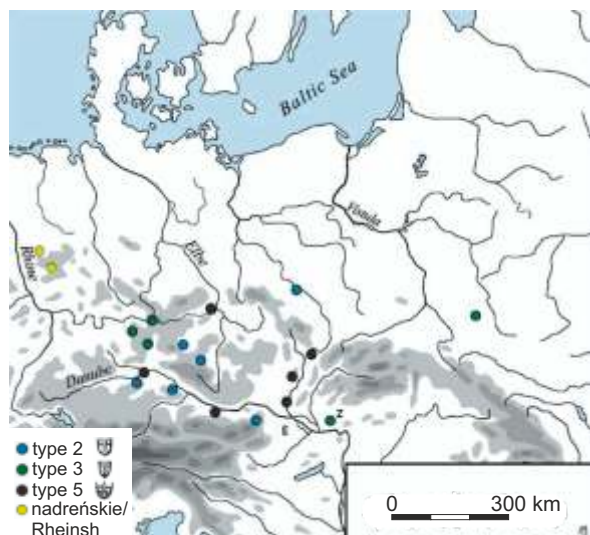 Baltic Sea
Vistula
Elbe
Rhine
Danube
z
type 2
type 3
type 5
nadreńskie/
Rheinsh
0 300 km